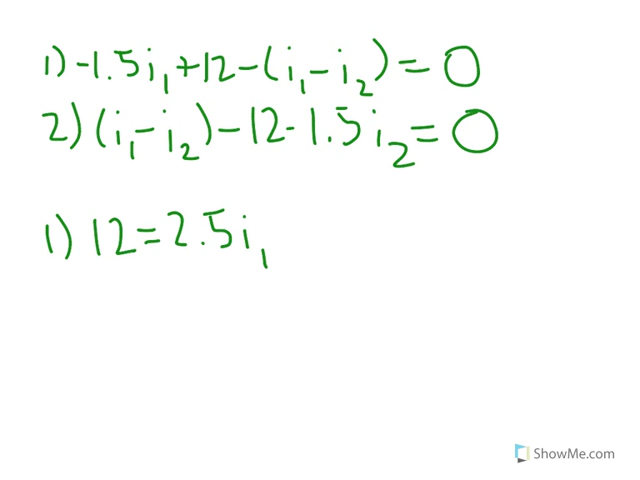 1) -1.5i₁ + 12 - (i₁ - i₂) = 0
2) (i₁ - i₂) - 12 - 1.5i₂ = 0
1) 12 = 2.5i₁
ShowMe.com